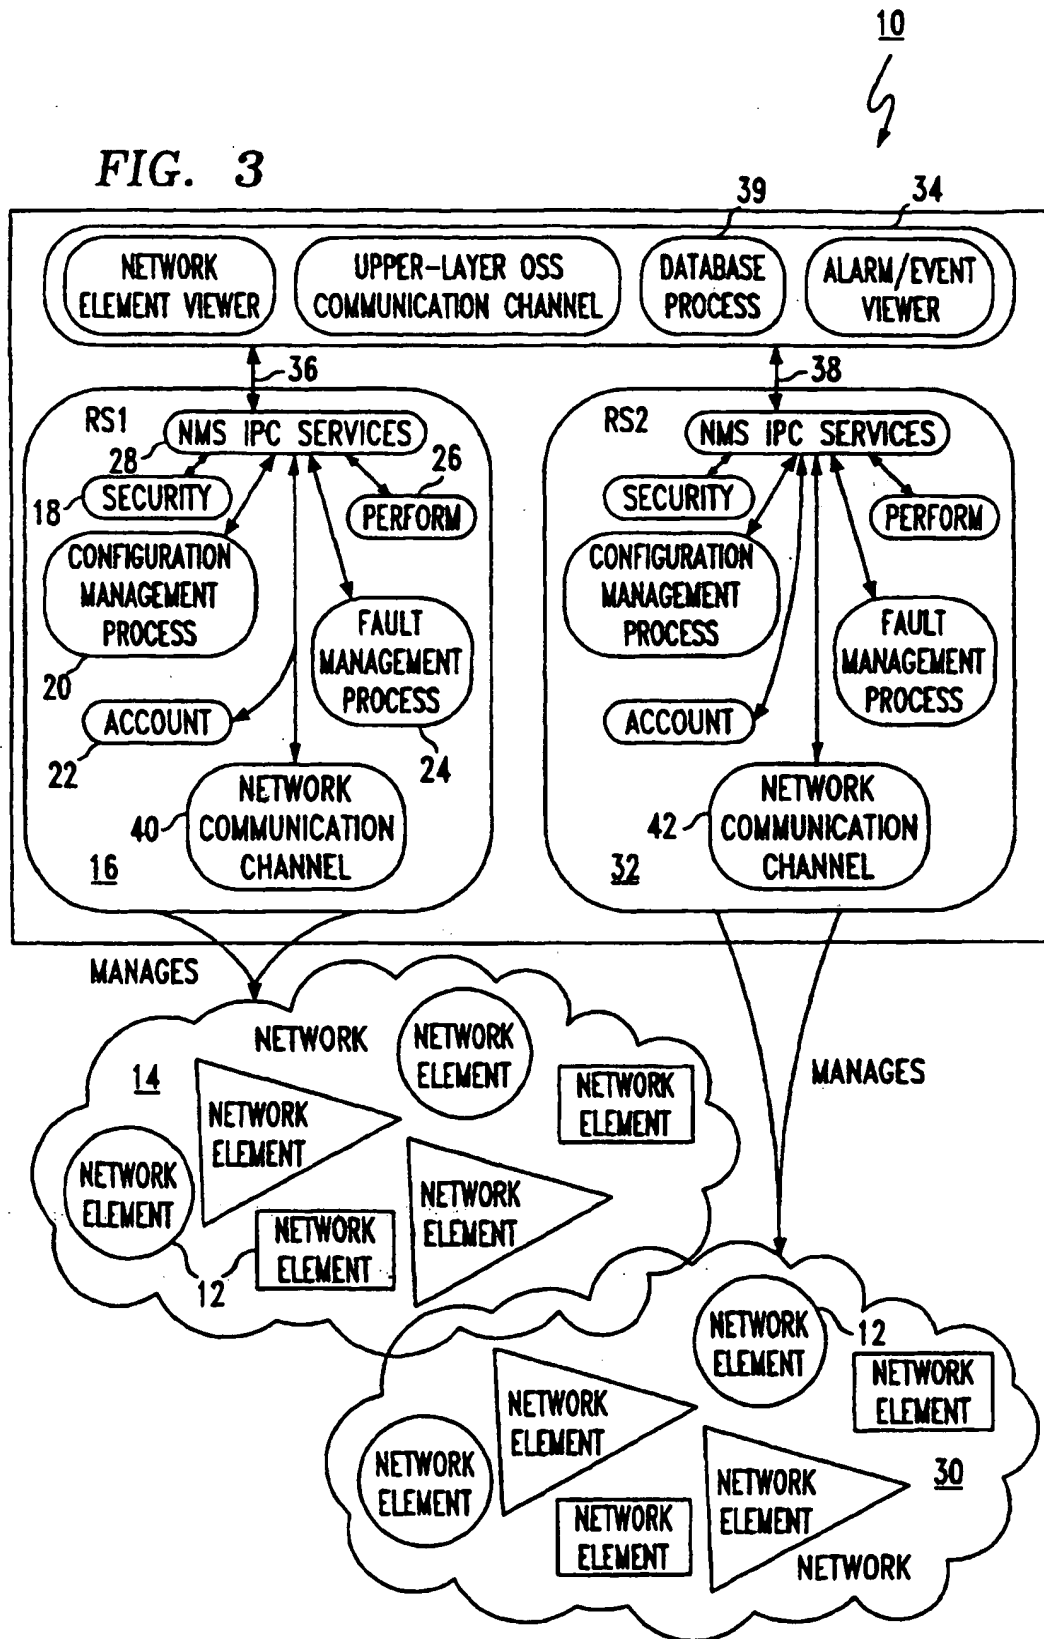 10
FIG. 3
39
34
NETWORK
ELEMENT VIEWER
UPPER-LAYER OSS
COMMUNICATION CHANNEL
DATABASE
PROCESS
ALARM/EVENT
VIEWER
36
38
RS1
NMS IPC SERVICES
28
26
18
SECURITY
PERFORM
CONFIGURATION
MANAGEMENT
PROCESS
20
FAULT
MANAGEMENT
PROCESS
24
ACCOUNT
22
NETWORK
COMMUNICATION
CHANNEL
40
16
RS2
NMS IPC SERVICES
SECURITY
PERFORM
CONFIGURATION
MANAGEMENT
PROCESS
FAULT
MANAGEMENT
PROCESS
ACCOUNT
NETWORK
COMMUNICATION
CHANNEL
42
32
MANAGES
NETWORK
14
NETWORK
ELEMENT
NETWORK
ELEMENT
NETWORK
ELEMENT
NETWORK
ELEMENT
NETWORK
ELEMENT
NETWORK
ELEMENT
12
MANAGES
NETWORK
ELEMENT
12
NETWORK
ELEMENT
NETWORK
ELEMENT
NETWORK
ELEMENT
NETWORK
ELEMENT
NETWORK
ELEMENT
30
NETWORK